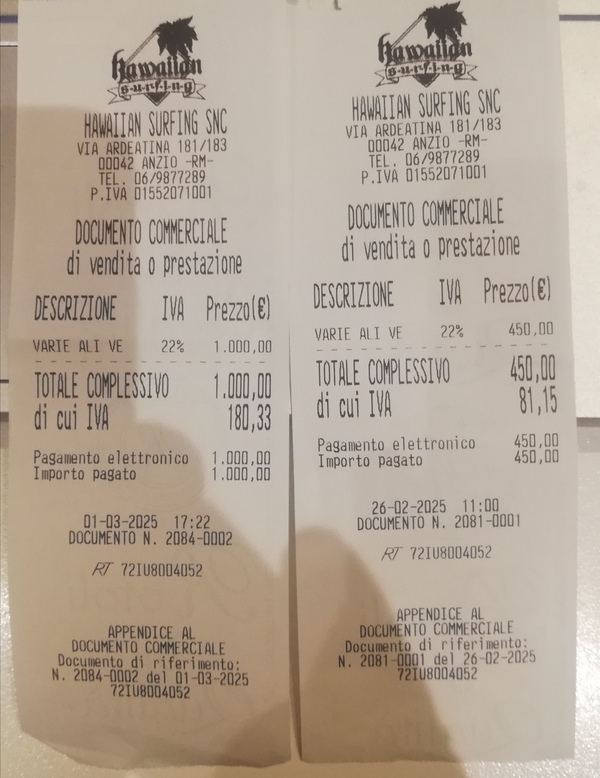 Hawaiian
s-u-r-f-i-n-g
HAWAIIAN SURFING SNC
VIA ARDEATINA 181/183
00042 ANZIO -RM-
TEL. 06/9877289
P.IVA 01552071001
DOCUMENTO COMMERCIALE
di vendita o prestazione
DESCRIZIONE IVA Prezzo(€)
VARIE ALI VE 22% 1.000,00
TOTALE COMPLESSIVO 1.000,00
di cui IVA 180,33
Pagamento elettronico 1.000,00
Importo pagato 1.000,00
01-03-2025 17:22
DOCUMENTO N. 2084-0002
RT 72IU8004052
APPENDICE AL
DOCUMENTO COMMERCIALE
Documento di riferimento:
N. 2084-0002 del 01-03-2025
72IU8004052
Hawaiian
s-u-r-f-i-n-g
HAWAIIAN SURFING SNC
VIA ARDEATINA 181/183
00042 ANZIO -RM-
TEL. 06/9877289
P.IVA 01552071001
DOCUMENTO COMMERCIALE
di vendita o prestazione
DESCRIZIONE IVA Prezzo(€)
VARIE ALI VE 22% 450,00
TOTALE COMPLESSIVO 450,00
di cui IVA 81,15
Pagamento elettronico 450,00
Importo pagato 450,00
26-02-2025 11:00
DOCUMENTO N. 2081-0001
RT 72IU8004052
APPENDICE AL
DOCUMENTO COMMERCIALE
Documento di riferimento:
N. 2081-0001 del 26-02-2025
72IU8004052